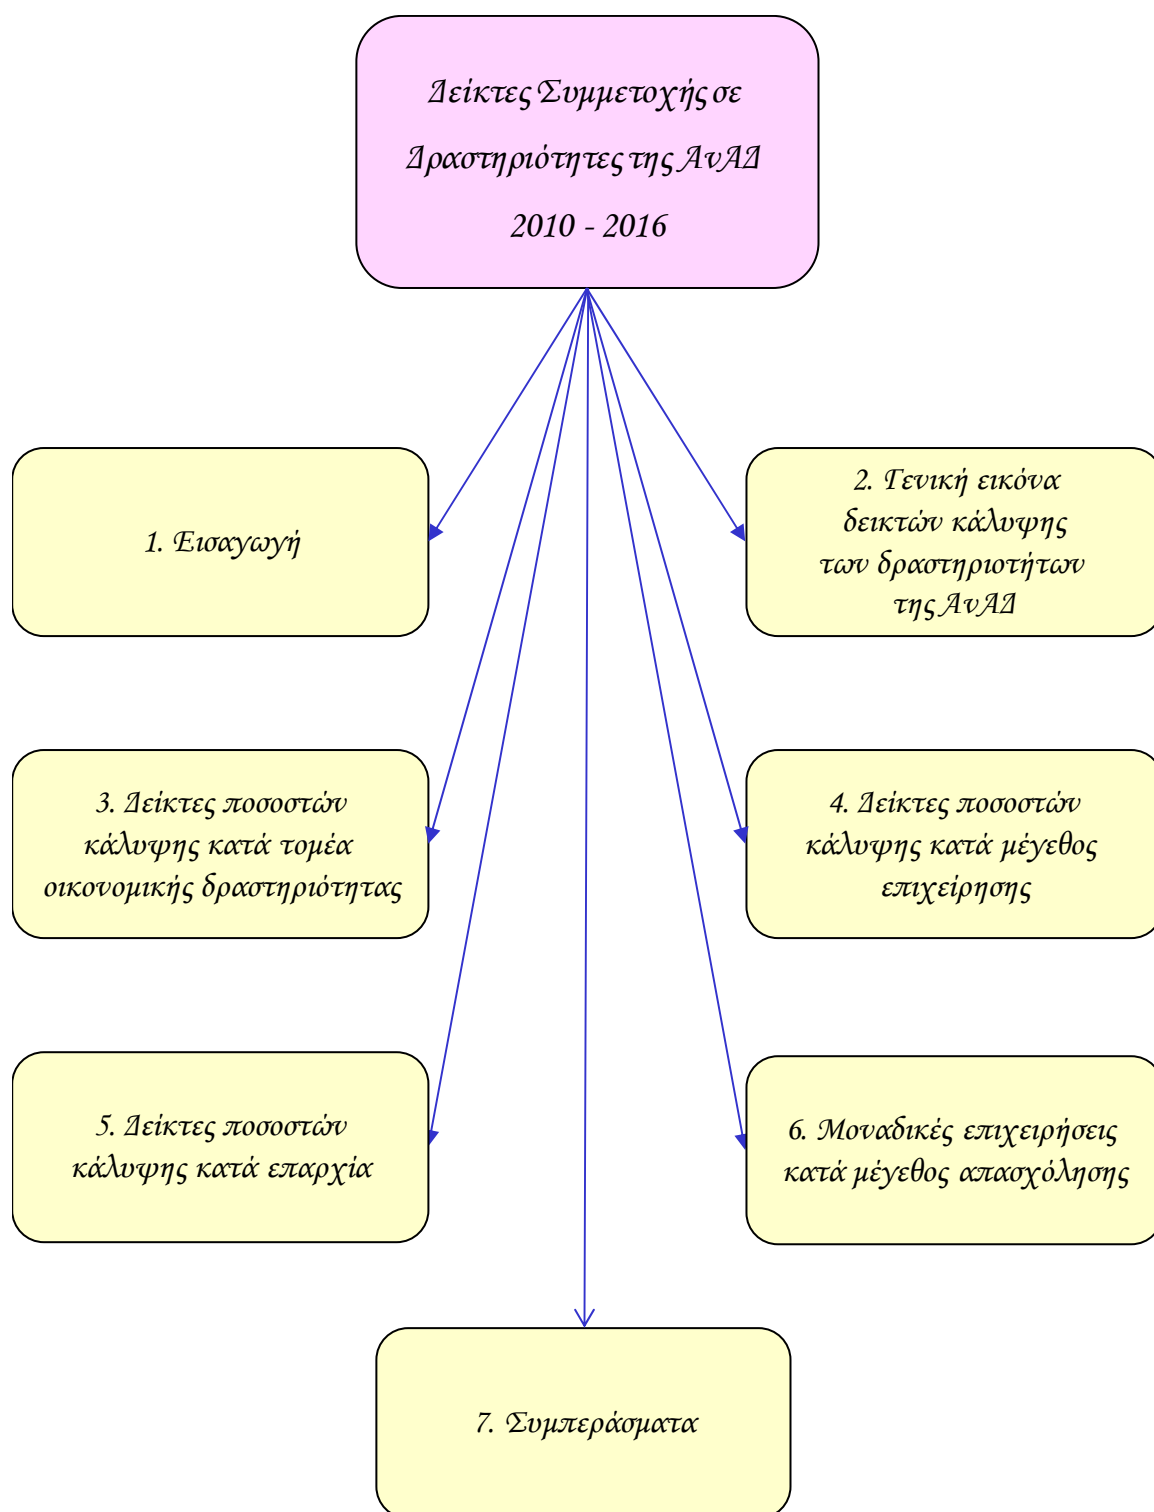 Δείκτες Συμμετοχής σε
Δραστηριότητες της ΑνΑΔ
2010 - 2016
1. Εισαγωγή
2. Γενική εικόνα
δεικτών κάλυψης
των δραστηριοτήτων
της ΑνΑΔ
3. Δείκτες ποσοστών
κάλυψης κατά τομέα
οικονομικής δραστηριότητας
4. Δείκτες ποσοστών
κάλυψης κατά μέγεθος
επιχείρησης
5. Δείκτες ποσοστών
κάλυψης κατά επαρχία
6. Μοναδικές επιχειρήσεις
κατά μέγεθος απασχόλησης
7. Συμπεράσματα